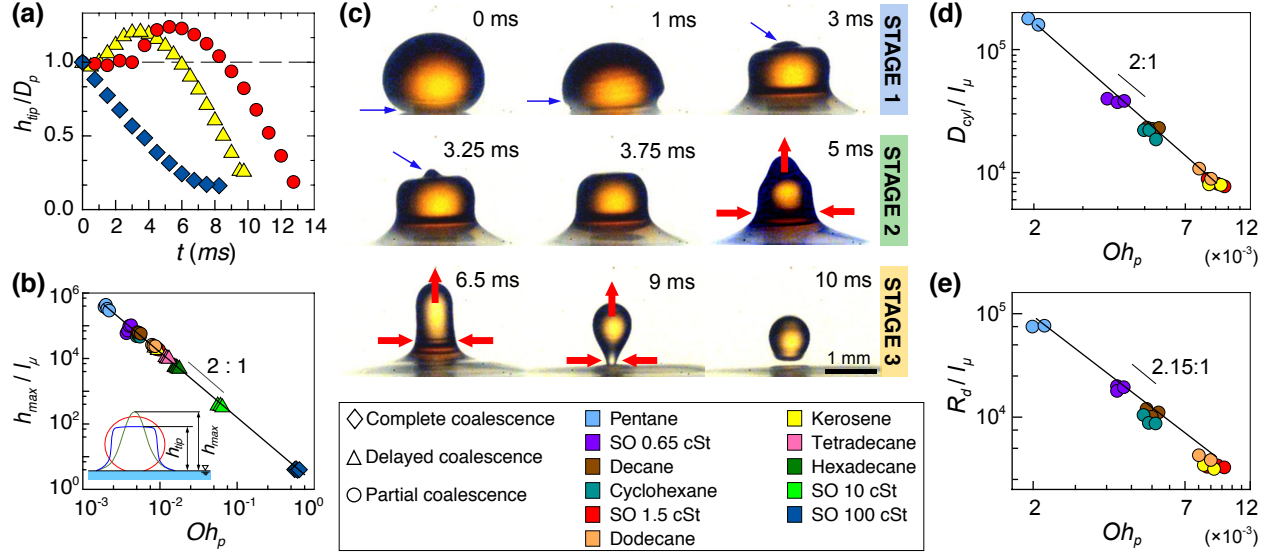 (a)
h_tip/D_p
1.0
0.5
0.0
0 2 4 6 8 10 12 14
t (ms)
(b)
h_max / l_μ
10^6
10^4
10^2
10^0
2 : 1
h_tip
h_max
10^-3 10^-2 10^-1 10^0
Oh_p
(c)
0 ms
1 ms
3 ms
STAGE 1
3.25 ms
3.75 ms
5 ms
STAGE 2
6.5 ms
9 ms
10 ms
STAGE 3
1 mm
Complete coalescence
Delayed coalescence
Partial coalescence
Pentane
SO 0.65 cSt
Decane
Cyclohexane
SO 1.5 cSt
Dodecane
Kerosene
Tetradecane
Hexadecane
SO 10 cSt
SO 100 cSt
(d)
D_cyl / l_μ
10^5
10^4
2:1
2 7 12
Oh_p
(×10^-3)
(e)
R_d / l_μ
10^5
10^4
2.15:1
2 7 12
Oh_p
(×10^-3)